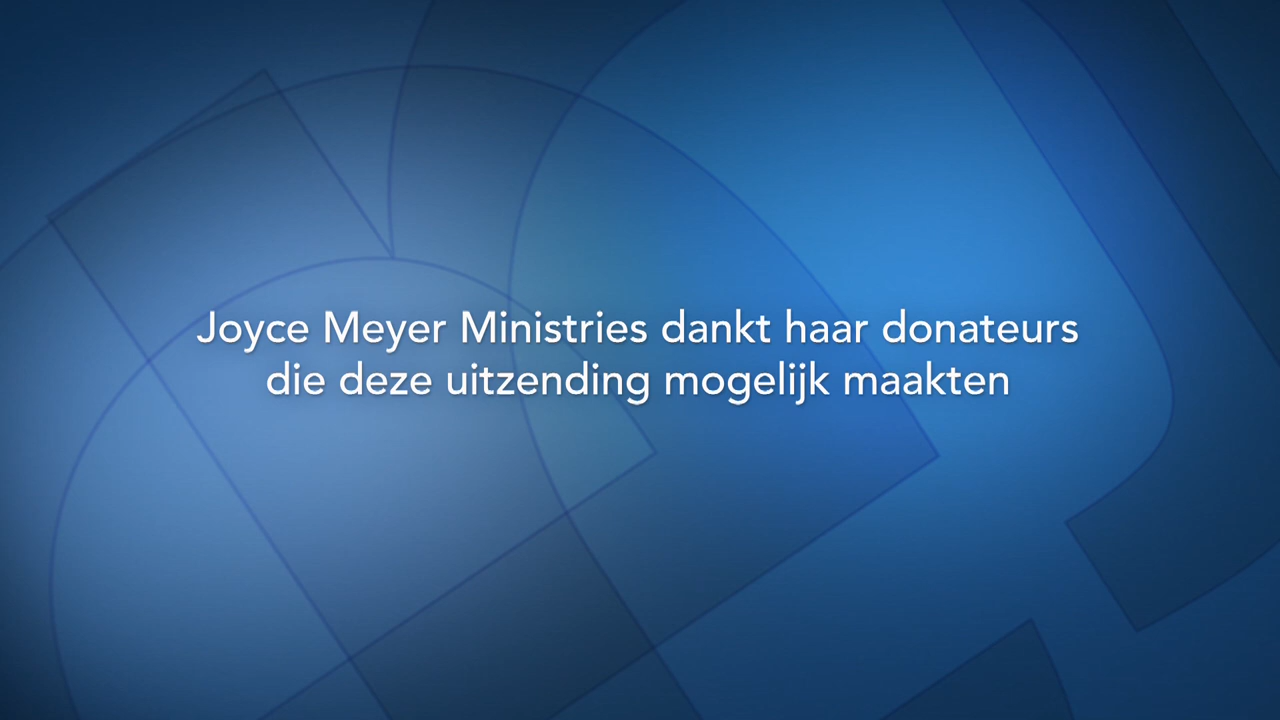 Joyce Meyer Ministries dankt haar donateurs
die deze uitzending mogelijk maakten